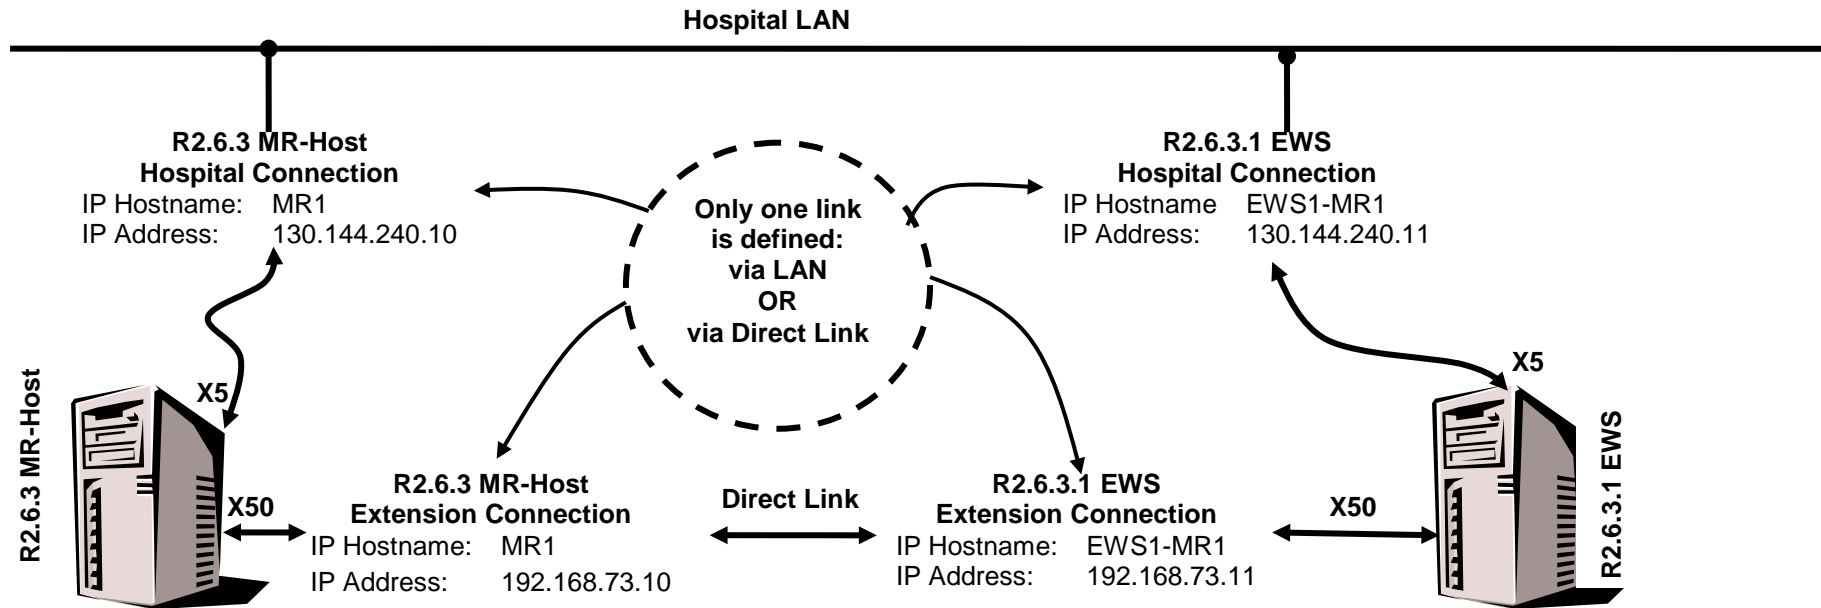 Hospital LAN
R2.6.3 MR-Host
Hospital Connection
IP Hostname: MR1
IP Address: 130.144.240.10
Only one link
is defined:
via LAN
OR
via Direct Link
R2.6.3.1 EWS
Hospital Connection
IP Hostname EWS1-MR1
IP Address: 130.144.240.11
R2.6.3 MR-Host
X5
X50
R2.6.3 MR-Host
Extension Connection
IP Hostname: MR1
IP Address: 192.168.73.10
Direct Link
R2.6.3.1 EWS
Extension Connection
IP Hostname: EWS1-MR1
IP Address: 192.168.73.11
X50
X5
R2.6.3.1 EWS